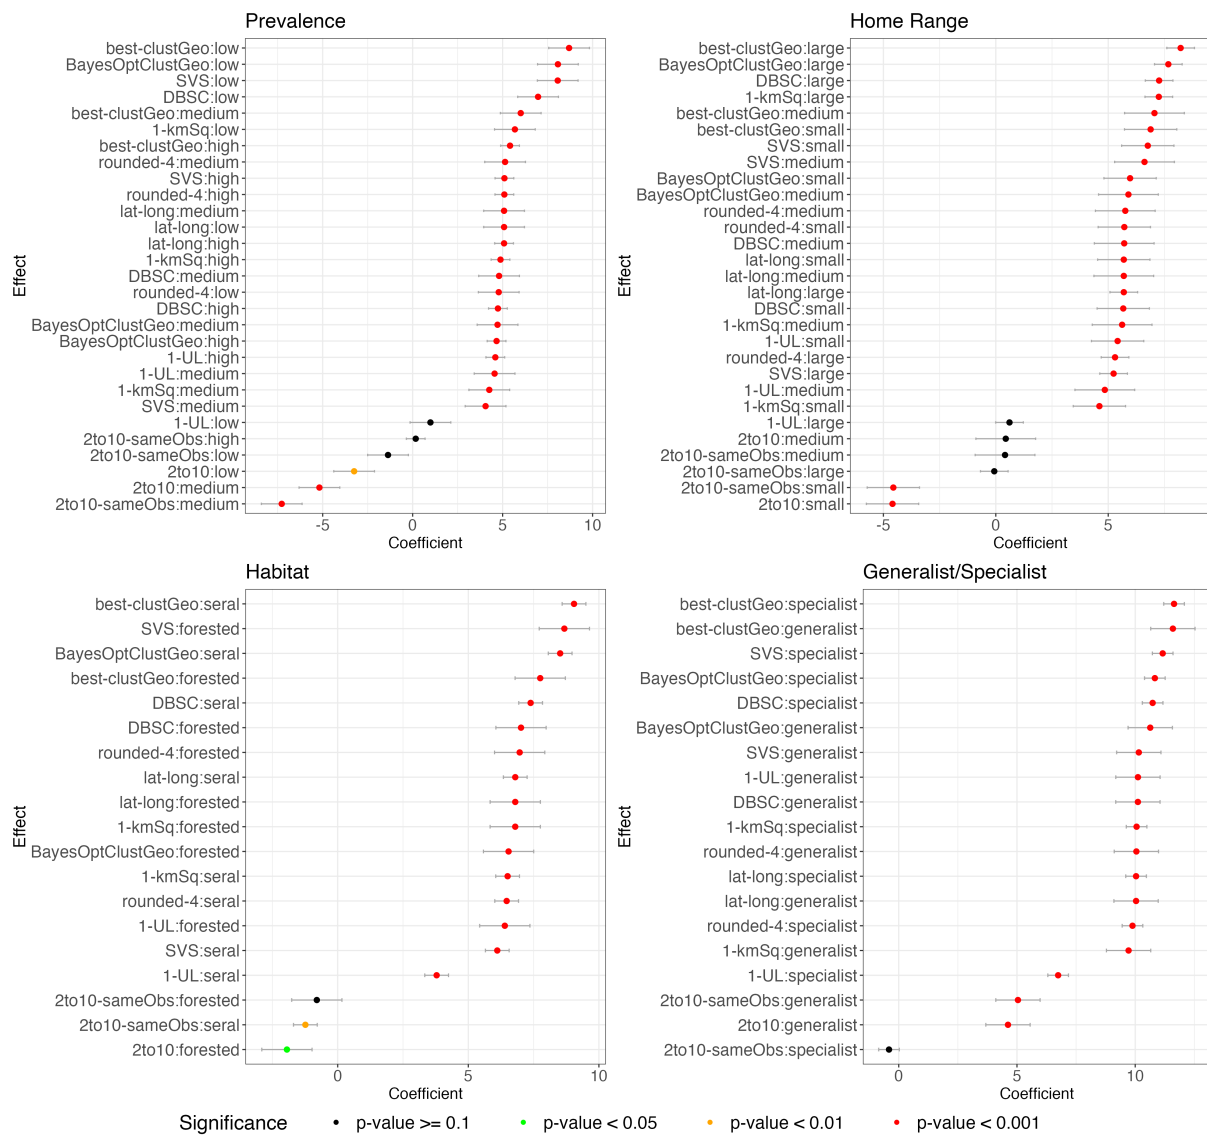 Prevalence
best-clustGeo:low
BayesOptClustGeo:low
SVS:low
DBSC:low
best-clustGeo:medium
1-kmSq:low
best-clustGeo:high
rounded-4:medium
SVS:high
rounded-4:high
lat-long:medium
lat-long:low
lat-long:high
1-kmSq:high
DBSC:medium
rounded-4:low
DBSC:high
BayesOptClustGeo:medium
BayesOptClustGeo:high
1-UL:high
1-UL:medium
1-kmSq:medium
SVS:medium
1-UL:low
2to10-sameObs:high
2to10-sameObs:low
2to10:low
2to10:medium
2to10-sameObs:medium
Effect
-5 0 5 10
Coefficient
Home Range
best-clustGeo:large
BayesOptClustGeo:large
DBSC:large
1-kmSq:large
best-clustGeo:medium
best-clustGeo:small
SVS:small
SVS:medium
BayesOptClustGeo:small
BayesOptClustGeo:medium
rounded-4:medium
rounded-4:small
DBSC:medium
lat-long:small
lat-long:medium
lat-long:large
DBSC:small
1-kmSq:medium
1-UL:small
rounded-4:large
SVS:large
1-UL:medium
1-kmSq:small
1-UL:large
2to10:medium
2to10-sameObs:medium
2to10-sameObs:large
2to10-sameObs:small
2to10:small
Effect
-5 0 5
Coefficient
Habitat
best-clustGeo:seral
SVS:forested
BayesOptClustGeo:seral
best-clustGeo:forested
DBSC:seral
DBSC:forested
rounded-4:forested
lat-long:seral
lat-long:forested
1-kmSq:forested
BayesOptClustGeo:forested
1-kmSq:seral
rounded-4:seral
1-UL:forested
SVS:seral
1-UL:seral
2to10-sameObs:forested
2to10-sameObs:seral
2to10:forested
Effect
0 5 10
Coefficient
Generalist/Specialist
best-clustGeo:specialist
best-clustGeo:generalist
SVS:specialist
BayesOptClustGeo:specialist
DBSC:specialist
BayesOptClustGeo:generalist
SVS:generalist
1-UL:generalist
DBSC:generalist
1-kmSq:specialist
rounded-4:generalist
lat-long:specialist
lat-long:generalist
rounded-4:specialist
1-kmSq:generalist
1-UL:specialist
2to10-sameObs:generalist
2to10:generalist
2to10-sameObs:specialist
Effect
0 5 10
Coefficient
Significance p-value >= 0.1 p-value < 0.05 p-value < 0.01 p-value < 0.001